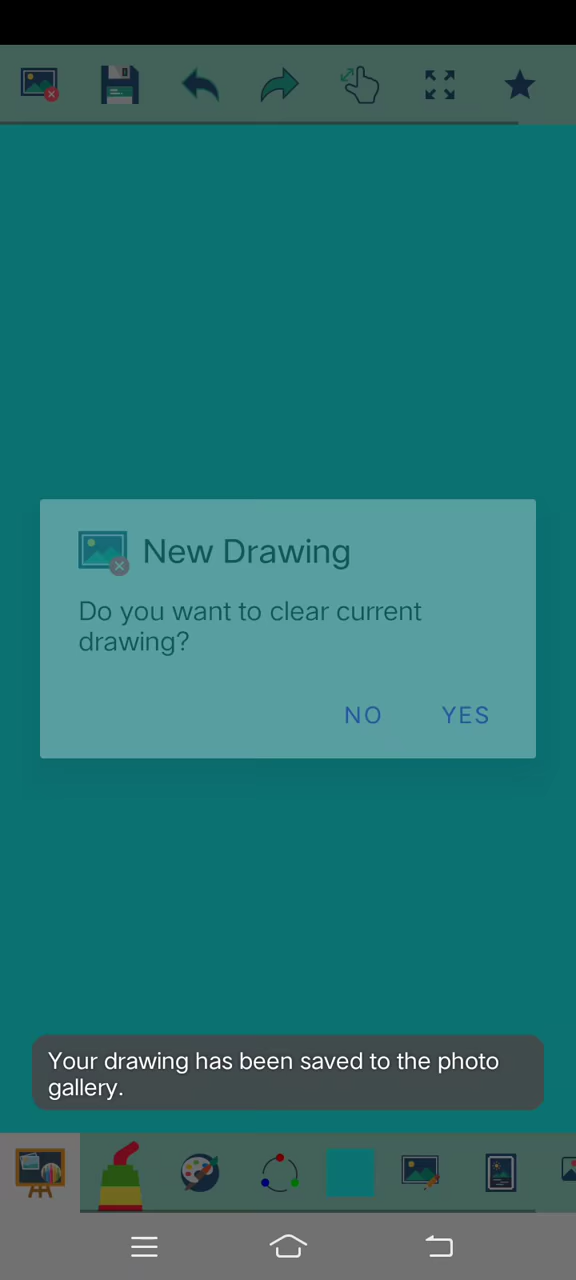 New Drawing
Do you want to clear current
drawing?
NO YES
Your drawing has been saved to the photo
gallery.